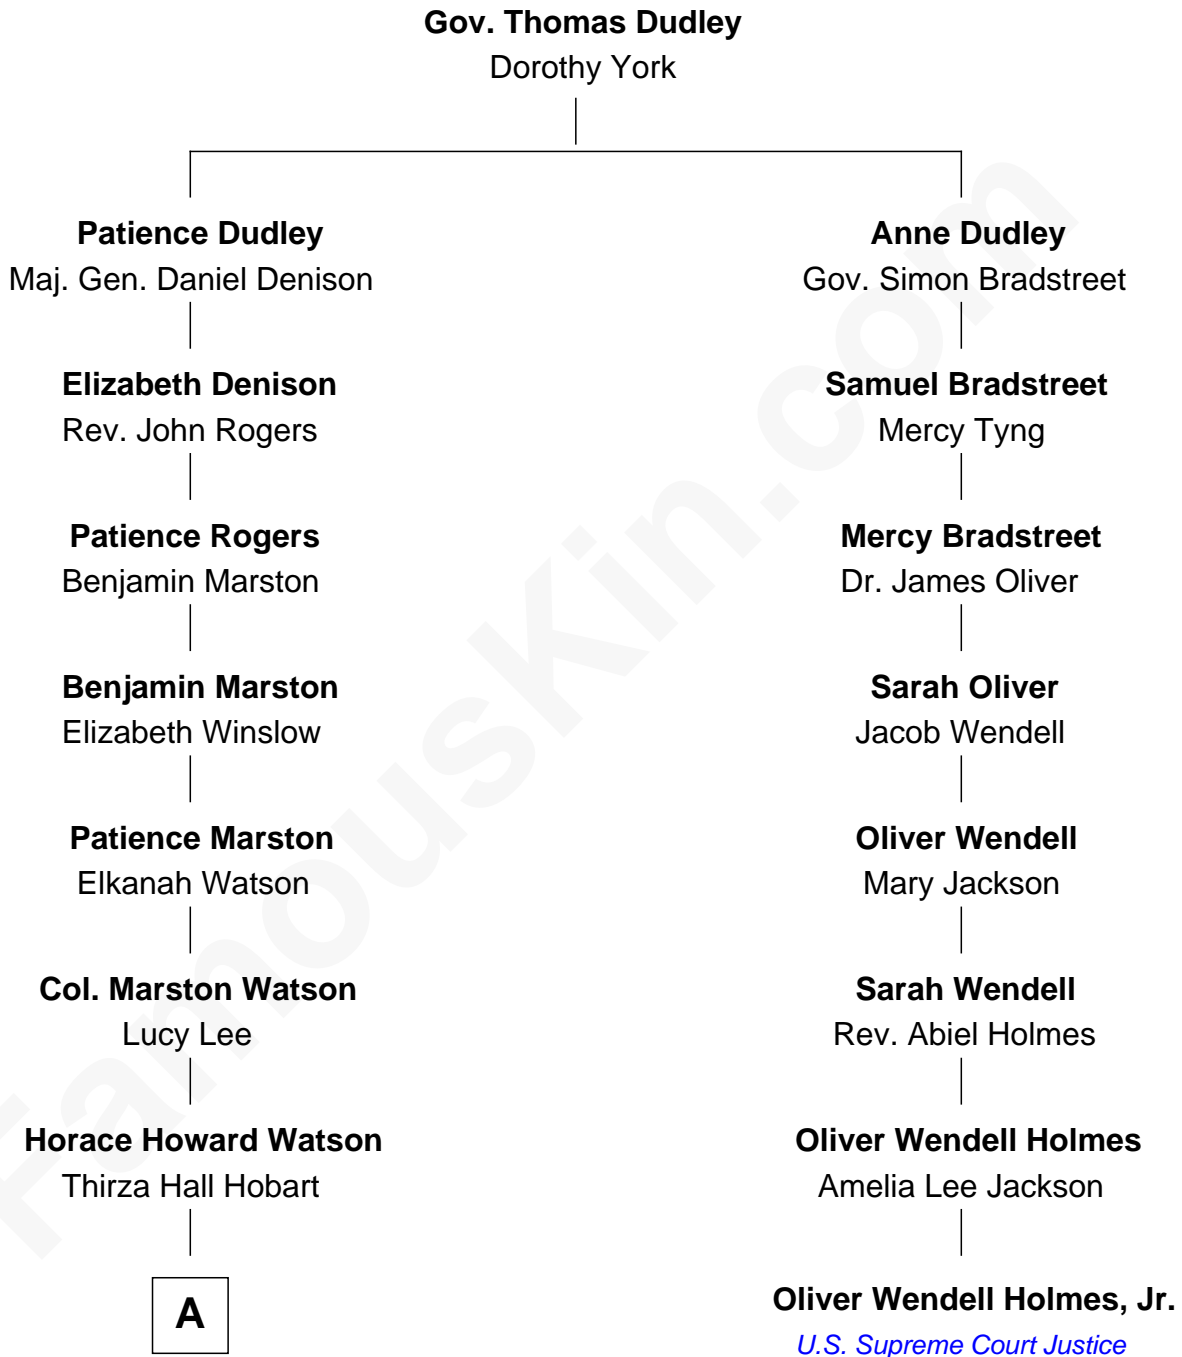 Gov. Thomas Dudley
Dorothy York
Patience Dudley
Maj. Gen. Daniel Denison
Anne Dudley
Gov. Simon Bradstreet
Elizabeth Denison
Rev. John Rogers
Samuel Bradstreet
Mercy Tyng
Patience Rogers
Benjamin Marston
Mercy Bradstreet
Dr. James Oliver
Benjamin Marston
Elizabeth Winslow
Sarah Oliver
Jacob Wendell
Patience Marston
Elkanah Watson
Oliver Wendell
Mary Jackson
Col. Marston Watson
Lucy Lee
Sarah Wendell
Rev. Abiel Holmes
Horace Howard Watson
Thirza Hall Hobart
Oliver Wendell Holmes
Amelia Lee Jackson
A
Oliver Wendell Holmes, Jr.
U.S. Supreme Court Justice
FamousKin.com